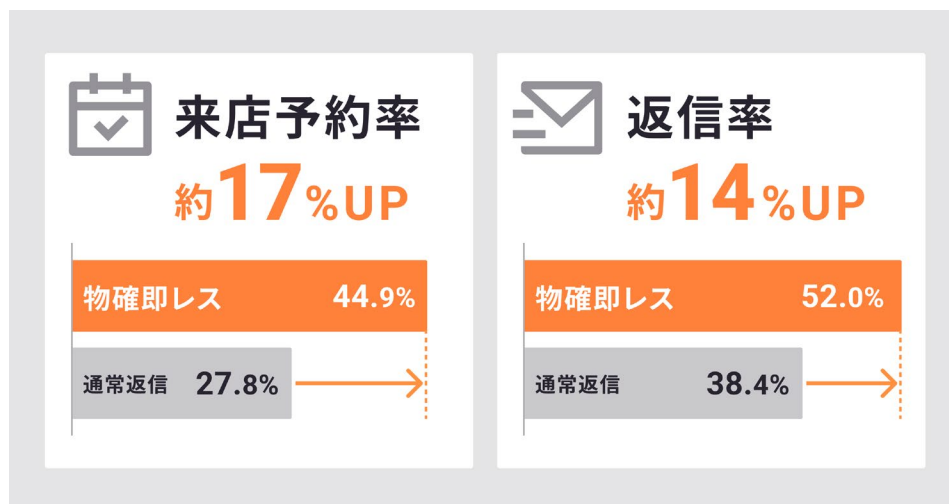 来店予約率
約17%UP
物確即レス 44.9%
通常返信 27.8%
返信率
約14%UP
物確即レス 52.0%
通常返信 38.4%